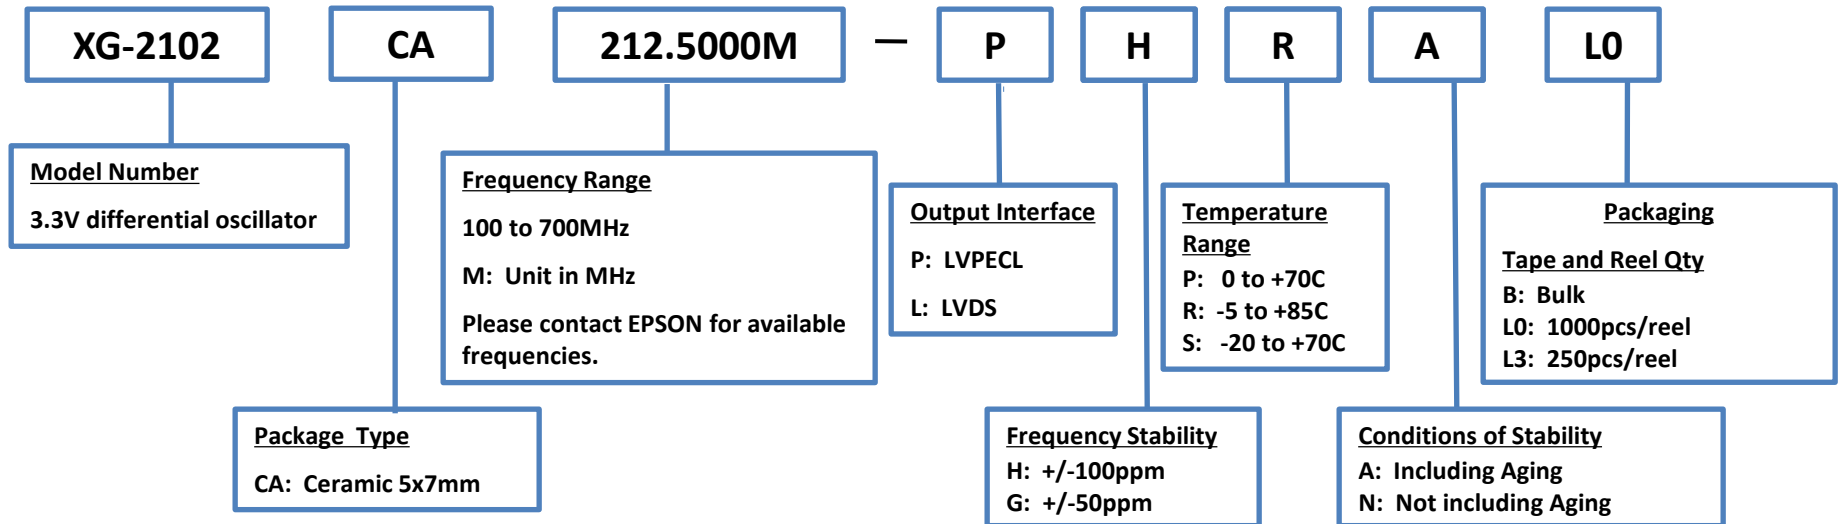 XG-2102 CA 212.5000M — P H R A L0
Model Number
3.3V differential oscillator
Frequency Range
100 to 700MHz
M: Unit in MHz
Please contact EPSON for available
frequencies.
Output Interface
P: LVPECL
L: LVDS
Temperature
Range
P: 0 to +70C
R: -5 to +85C
S: -20 to +70C
Packaging
Tape and Reel Qty
B: Bulk
L0: 1000pcs/reel
L3: 250pcs/reel
Package Type
CA: Ceramic 5x7mm
Frequency Stability
H: +/-100ppm
G: +/-50ppm
Conditions of Stability
A: Including Aging
N: Not including Aging